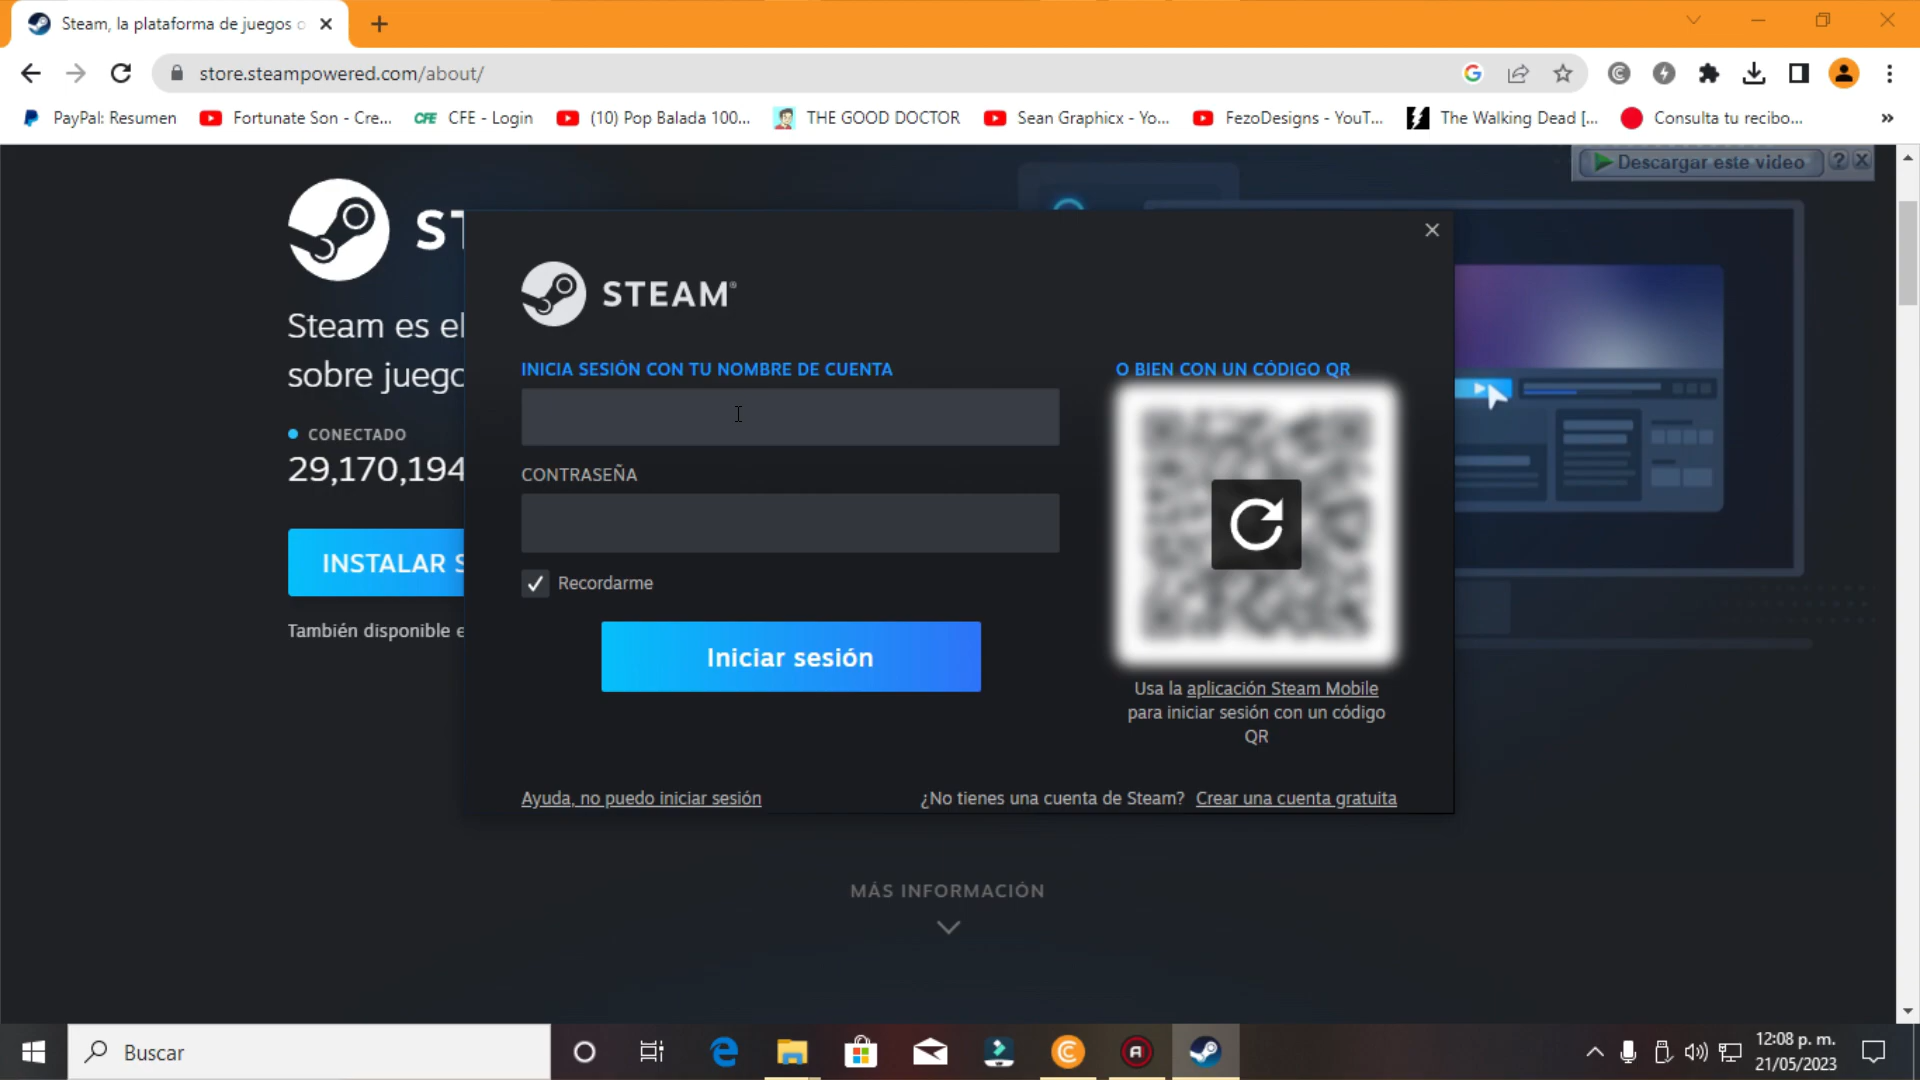 Steam, la plataforma de juegos o
store.steampowered.com/about/
PayPal: Resumen
Fortunate Son - Cre...
CFE
CFE - Login
(10) Pop Balada 100...
THE GOOD DOCTOR
Sean Graphicx - Yo...
FezoDesigns - YouT...
The Walking Dead [...
Consulta tu recibo...
»
Descargar este video
?
ST
Steam es el
sobre juego
CONECTADO
29,170,194
INSTALAR S
También disponible e
STEAM®
INICIA SESIÓN CON TU NOMBRE DE CUENTA
CONTRASEÑA
Recordarme
Iniciar sesión
O BIEN CON UN CÓDIGO QR
Usa la aplicación Steam Mobile
para iniciar sesión con un código
QR
Ayuda, no puedo iniciar sesión
¿No tienes una cuenta de Steam? Crear una cuenta gratuita
MÁS INFORMACIÓN
Buscar
12:08 p. m.
21/05/2023